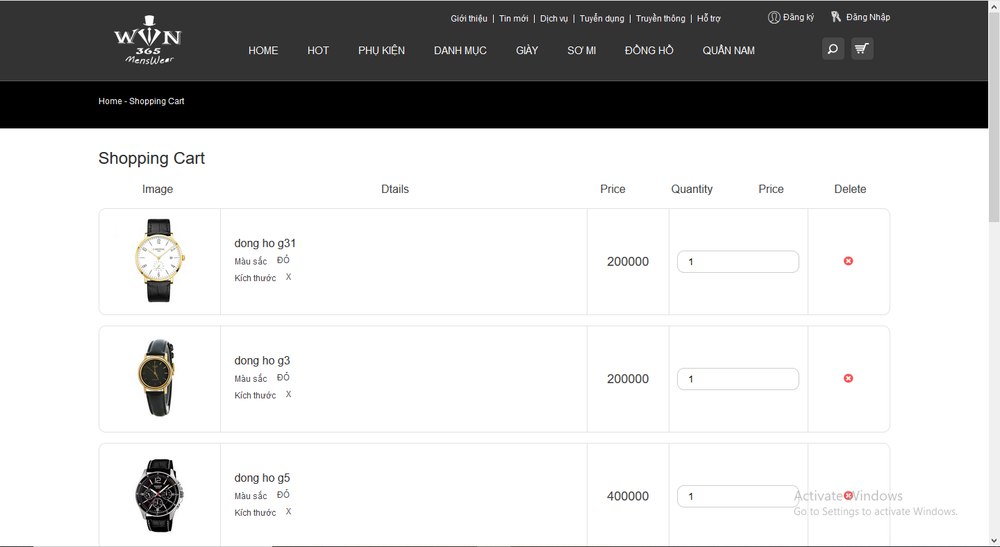 Giới thiệu | Tin mới | Dịch vụ | Tuyển dụng | Truyền thông | Hỗ trợ
Đăng ký
Đăng Nhập
WIN
365
MensWear
HOME HOT PHỤ KIỆN DANH MỤC GIÀY SƠ MI ĐỒNG HỒ QUẦN NAM
Home - Shopping Cart
Shopping Cart
Image Dtails Price Quantity Price Delete
dong ho g31
Màu sắc ĐỎ
Kích thước X
200000
1
dong ho g3
Màu sắc ĐỎ
Kích thước X
200000
1
dong ho g5
Màu sắc ĐỎ
Kích thước X
400000
1
Activate Windows
Go to Settings to activate Windows.